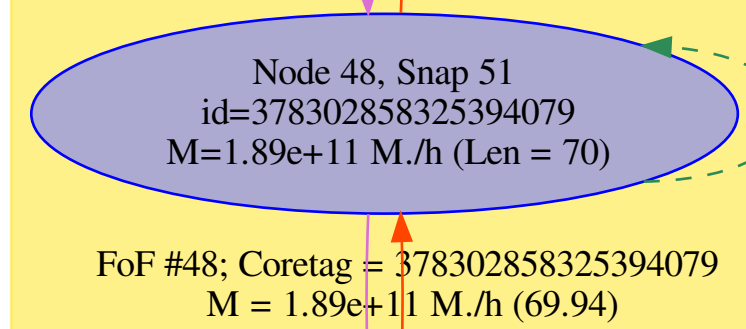 Node 48, Snap 51
id=378302858325394079
M=1.89e+11 M./h (Len = 70)
FoF #48; Coretag = 378302858325394079
M = 1.89e+11 M./h (69.94)